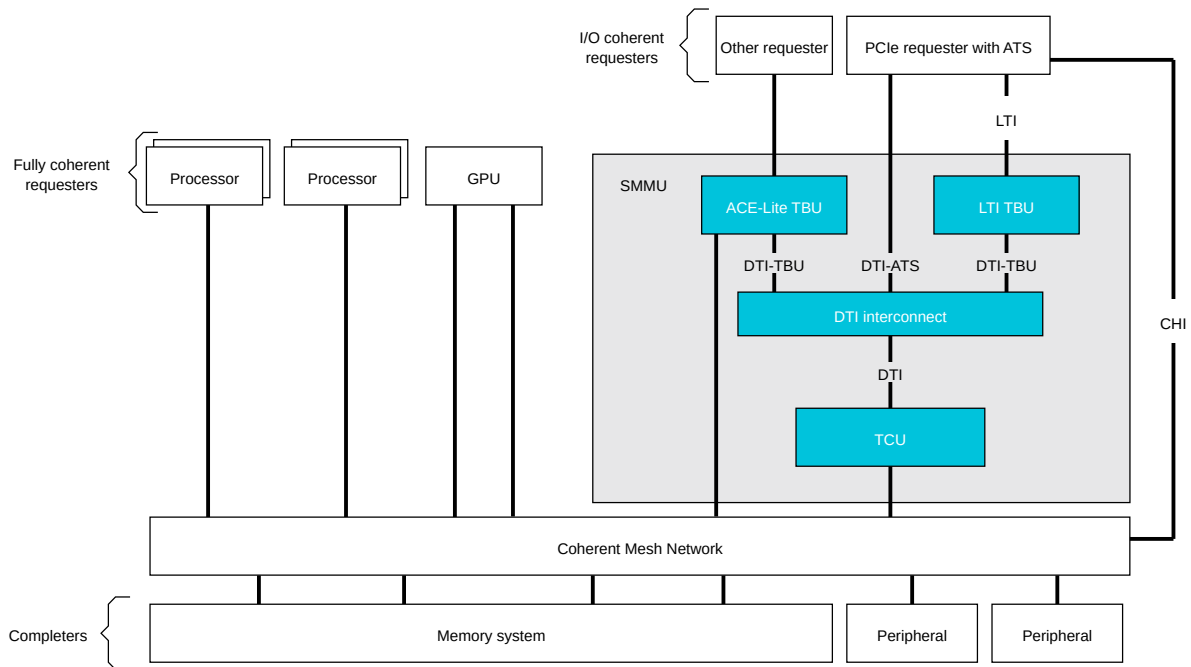 I/O coherent
requesters
Other requester
PCIe requester with ATS
LTI
Fully coherent
requesters
Processor
Processor
GPU
SMMU
ACE-Lite TBU
LTI TBU
DTI-TBU
DTI-ATS
DTI-TBU
DTI interconnect
CHI
DTI
TCU
Coherent Mesh Network
Completers
Memory system
Peripheral
Peripheral